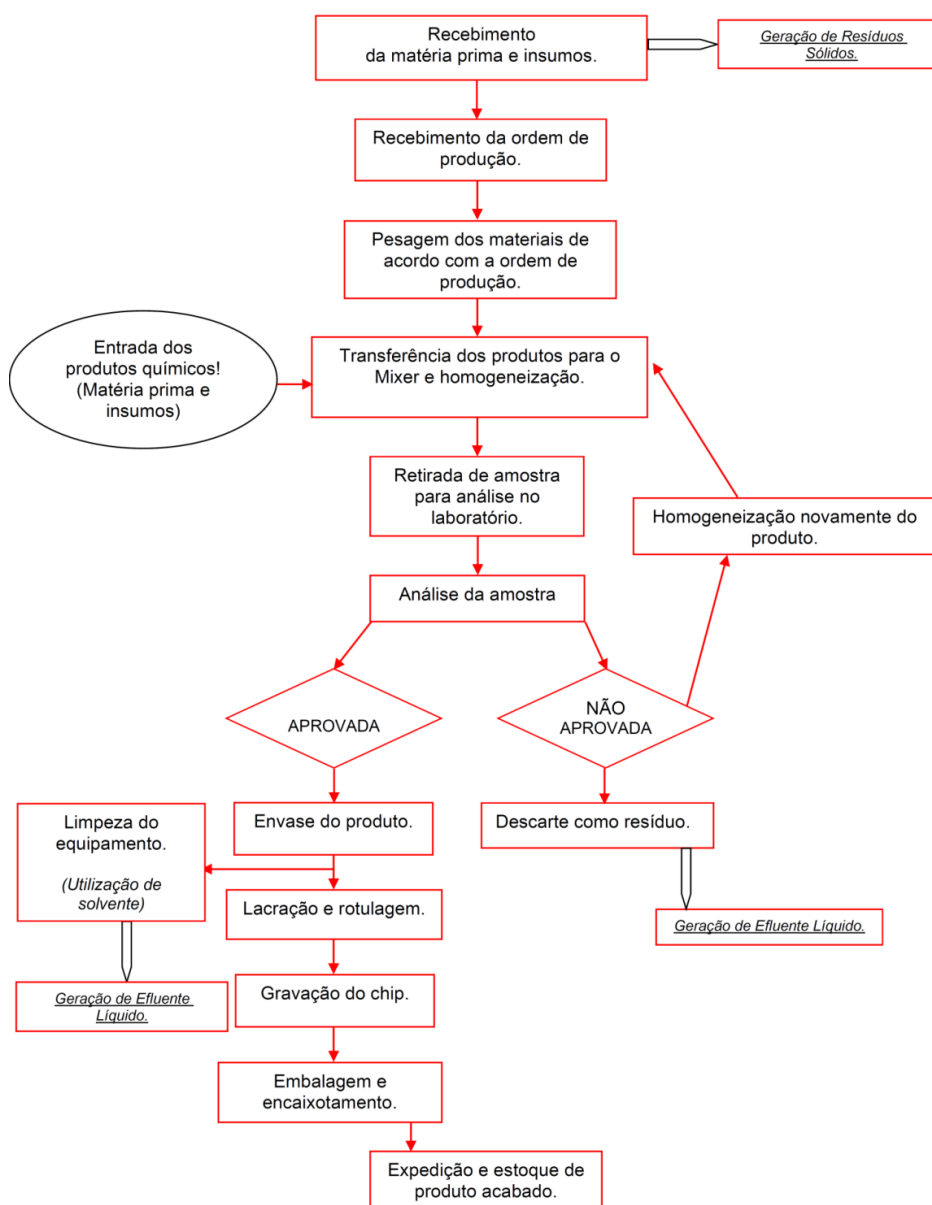 Recebimento
da matéria prima e insumos.
Geração de Resíduos
Sólidos.
Recebimento da ordem de
produção.
Pesagem dos materiais de
acordo com a ordem de
produção.
Entrada dos
produtos químicos!
(Matéria prima e
insumos)
Transferência dos produtos para o
Mixer e homogeneização.
Retirada de amostra
para análise no
laboratório.
Homogeneização novamente do
produto.
Análise da amostra
APROVADA
NÃO
APROVADA
Limpeza do
equipamento.
(Utilização de
solvente)
Envase do produto.
Descarte como resíduo.
Lacração e rotulagem.
Geração de Efluente Líquido.
Geração de Efluente
Líquido.
Gravação do chip.
Embalagem e
encaixotamento.
Expedição e estoque de
produto acabado.